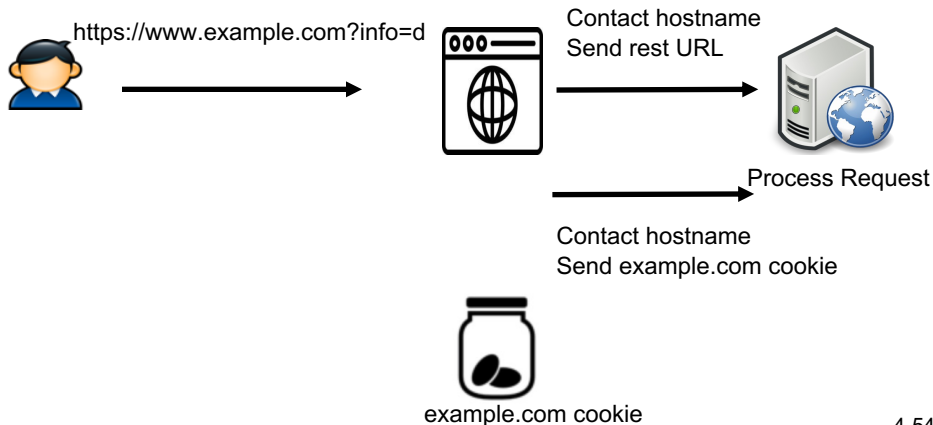 https://www.example.com?info=d
Contact hostname
Send rest URL
Process Request
Contact hostname
Send example.com cookie
example.com cookie